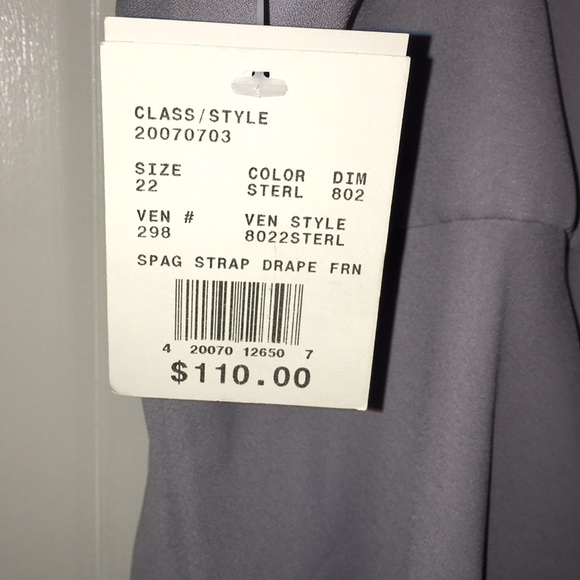 CLASS/STYLE
20070703
SIZE COLOR DIM
22 STERL 802
VEN # VEN STYLE
298 8022STERL
SPAG STRAP DRAPE FRN
4 20070 12650 7
$110.00